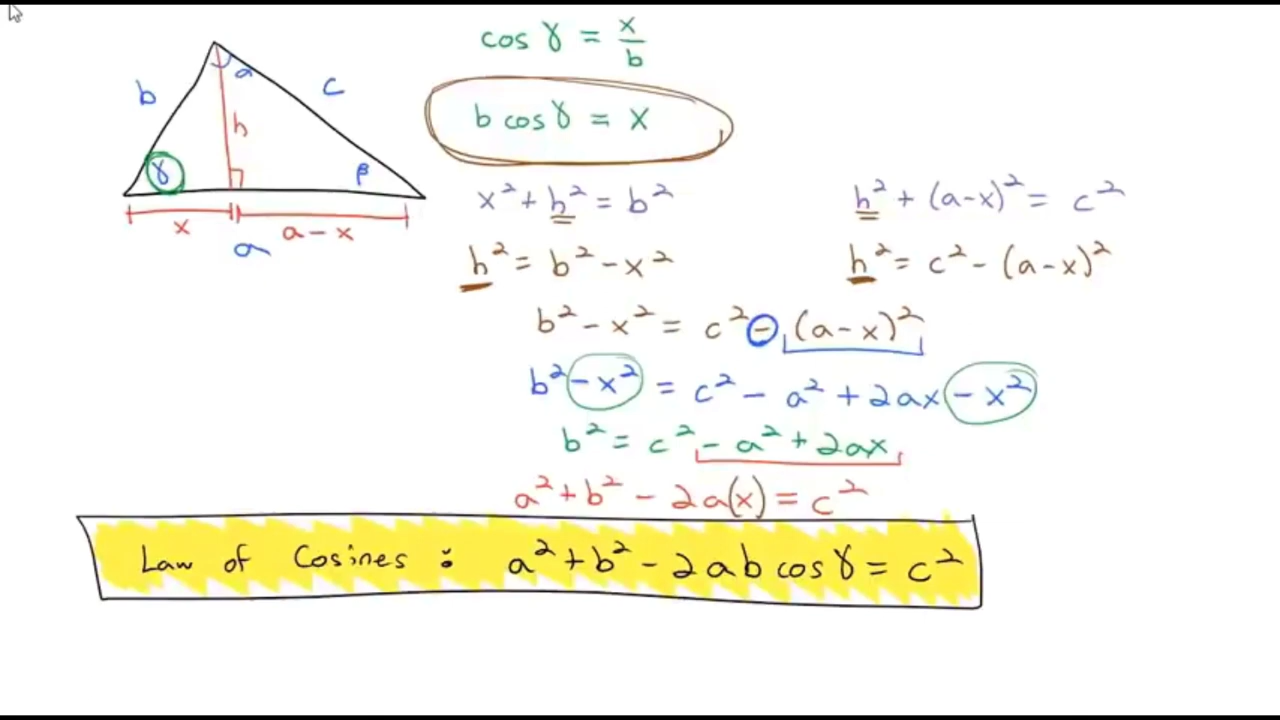 cos γ = x/b
b
α
c
h
b cos γ = x
γ
β
x² + h² = b²
h² + (a-x)² = c²
x
a-x
a
h² = b² - x²
h² = c² - (a-x)²
b² - x² = c² - (a-x)²
b² - x² = c² - a² + 2ax - x²
b² = c² - a² + 2ax
a² + b² - 2a(x) = c²
Law of Cosines : a² + b² - 2ab cos γ = c²